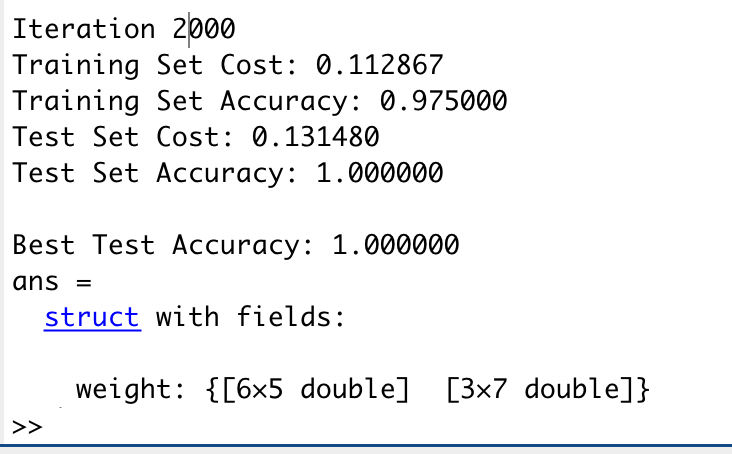 Iteration 2000
Training Set Cost: 0.112867
Training Set Accuracy: 0.975000
Test Set Cost: 0.131480
Test Set Accuracy: 1.000000
Best Test Accuracy: 1.000000
ans =
struct with fields:
weight: {[6×5 double]  [3×7 double]}
>>